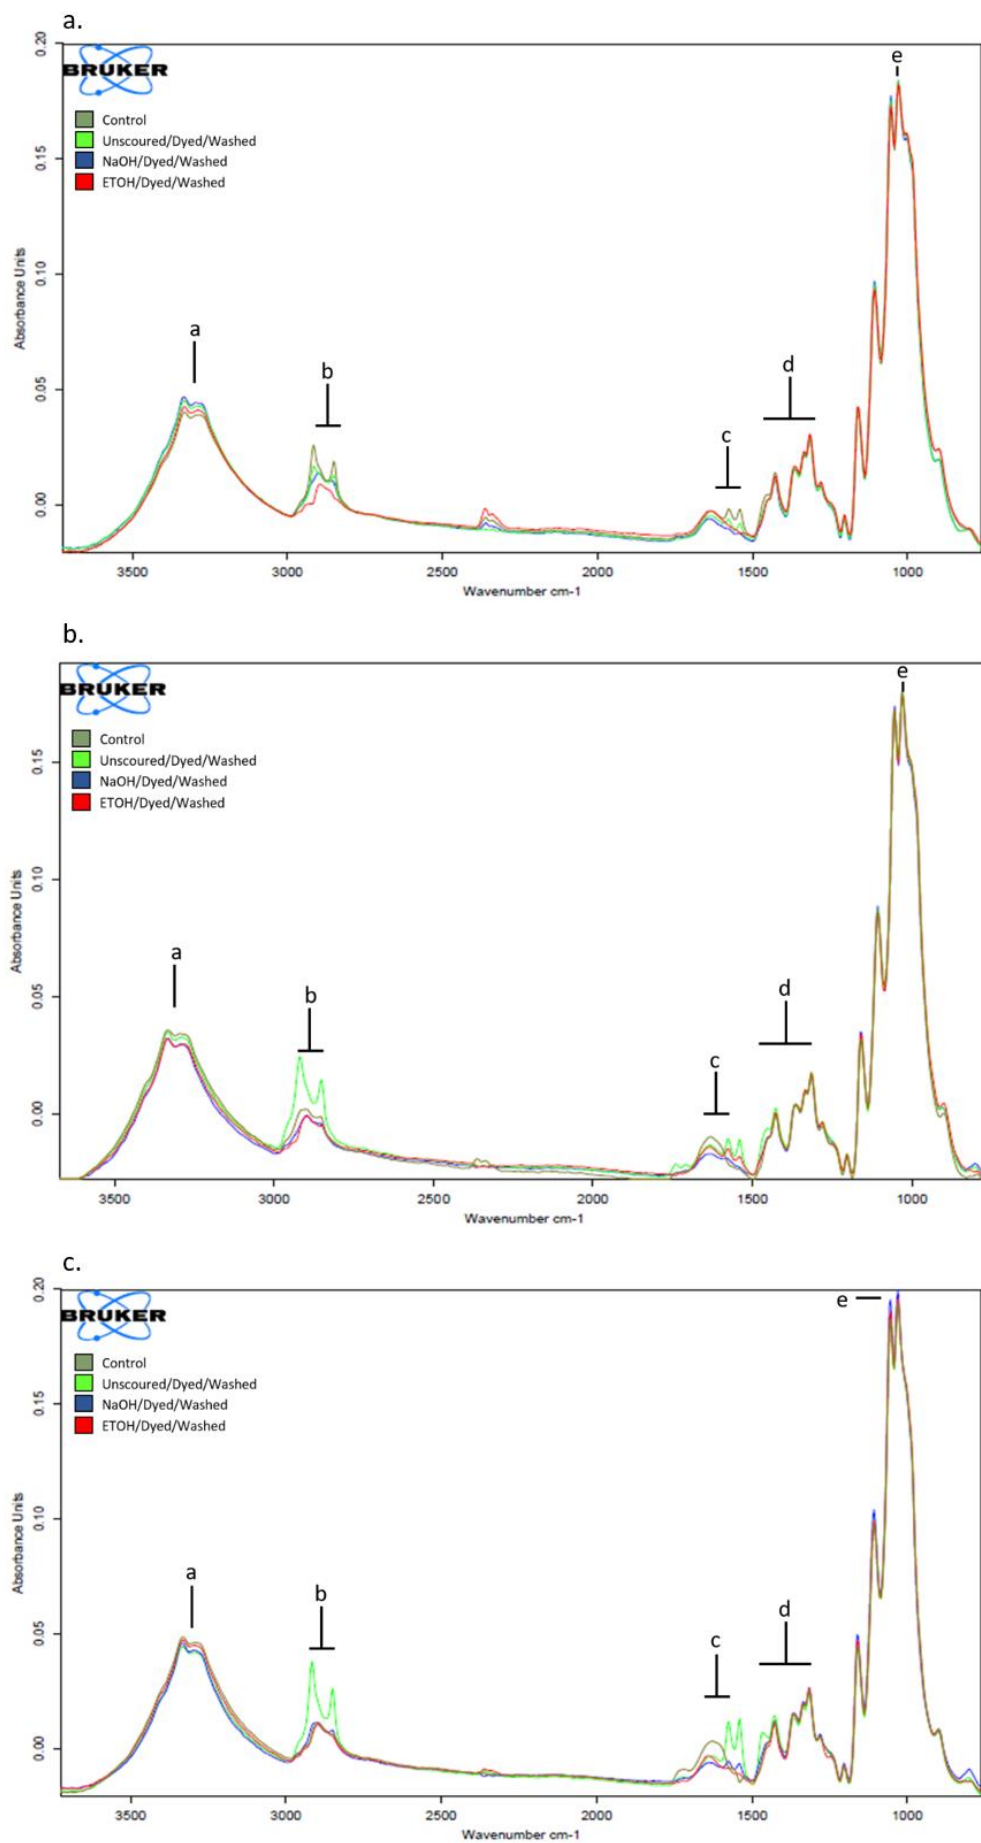 a.
BRUKER
Control
Unscoured/Dyed/Washed
NaOH/Dyed/Washed
ETOH/Dyed/Washed
a
b
c
d
e
Absorbance Units
0.20
0.15
0.10
0.05
0.00
3500 3000 2500 2000 1500 1000
Wavenumber cm-1
b.
BRUKER
Control
Unscoured/Dyed/Washed
NaOH/Dyed/Washed
ETOH/Dyed/Washed
a
b
c
d
e
Absorbance Units
0.15
0.10
0.05
0.00
3500 3000 2500 2000 1500 1000
Wavenumber cm-1
c.
BRUKER
Control
Unscoured/Dyed/Washed
NaOH/Dyed/Washed
ETOH/Dyed/Washed
a
b
c
d
e
Absorbance Units
0.20
0.15
0.10
0.05
0.00
3500 3000 2500 2000 1500 1000
Wavenumber cm-1